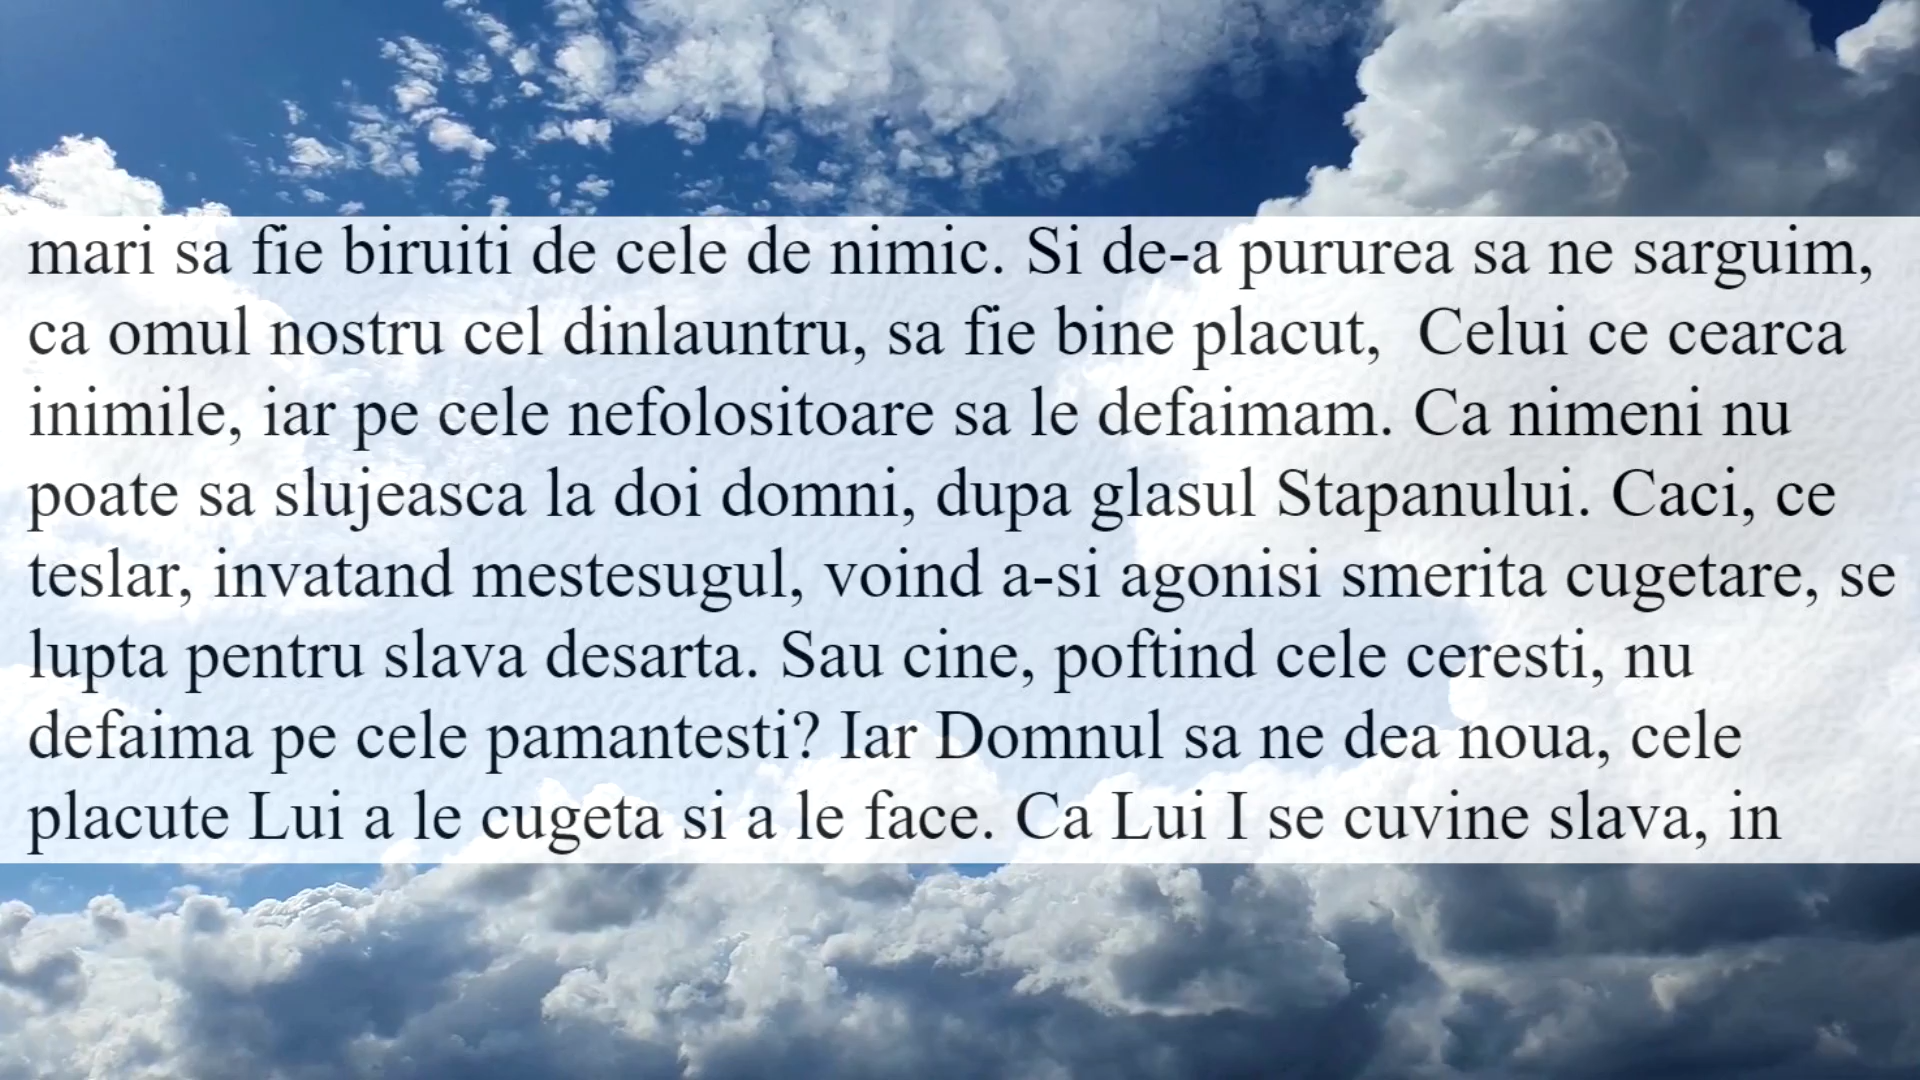 mari sa fie biruiti de cele de nimic. Si de-a pururea sa ne sarguim,
ca omul nostru cel dinlauntru, sa fie bine placut,  Celui ce cearca
inimile, iar pe cele nefolositoare sa le defaimam. Ca nimeni nu
poate sa slujeasca la doi domni, dupa glasul Stapanului. Caci, ce
teslar, invatand mestesugul, voind a-si agonisi smerita cugetare, se
lupta pentru slava desarta. Sau cine, poftind cele ceresti, nu
defaima pe cele pamantesti? Iar Domnul sa ne dea noua, cele
placute Lui a le cugeta si a le face. Ca Lui I se cuvine slava, in